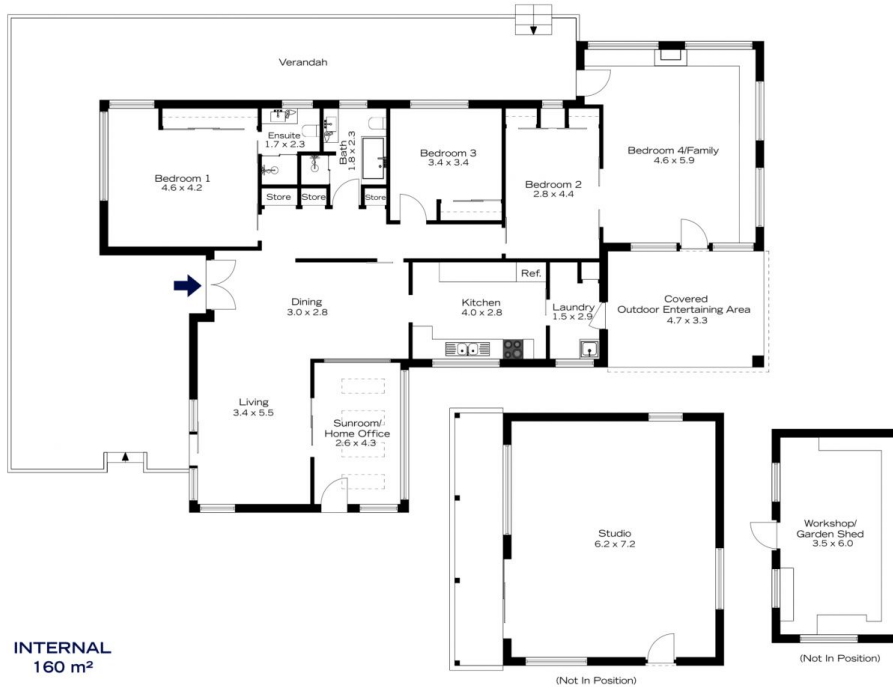 Verandah
Ensuite
1.7 x 2.3
Bath
1.8 x 2.3
Bedroom 1
4.6 x 4.2
Bedroom 3
3.4 x 3.4
Bedroom 2
2.8 x 4.4
Bedroom 4/Family
4.6 x 5.9
Store
Store
Store
Dining
3.0 x 2.8
Kitchen
4.0 x 2.8
Ref.
Laundry
1.5 x 2.9
Covered
Outdoor Entertaining Area
4.7 x 3.3
Living
3.4 x 5.5
Sunroom/
Home Office
2.6 x 4.3
Studio
6.2 x 7.2
Workshop/
Garden Shed
3.5 x 6.0
INTERNAL
160 m²
(Not In Position)
(Not In Position)